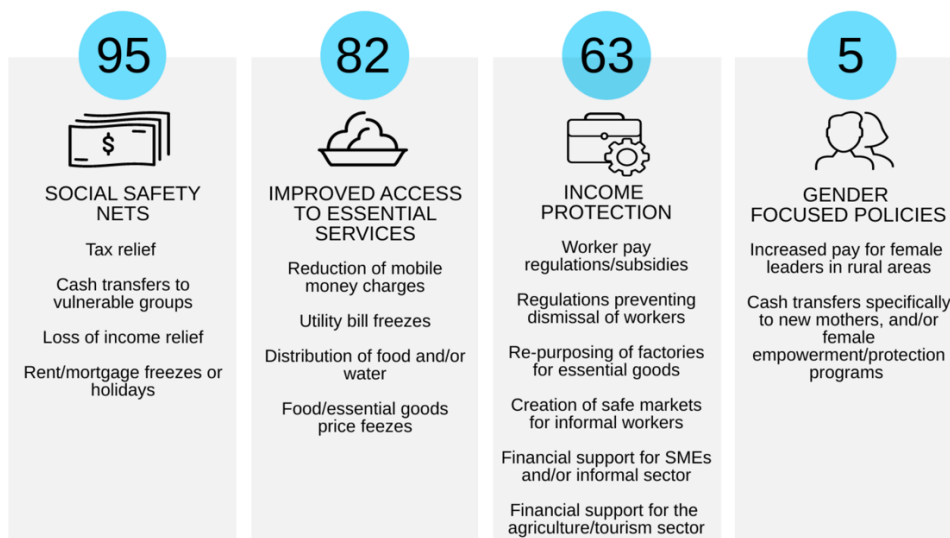 95
SOCIAL SAFETY
NETS
Tax relief
Cash transfers to
vulnerable groups
Loss of income relief
Rent/mortgage freezes or
holidays
82
IMPROVED ACCESS
TO ESSENTIAL
SERVICES
Reduction of mobile
money charges
Utility bill freezes
Distribution of food and/or
water
Food/essential goods
price feezes
63
INCOME
PROTECTION
Worker pay
regulations/subsidies
Regulations preventing
dismissal of workers
Re-purposing of factories
for essential goods
Creation of safe markets
for informal workers
Financial support for SMEs
and/or informal sector
Financial support for the
agriculture/tourism sector
5
GENDER
FOCUSED POLICIES
Increased pay for female
leaders in rural areas
Cash transfers specifically
to new mothers, and/or
female
empowerment/protection
programs
$